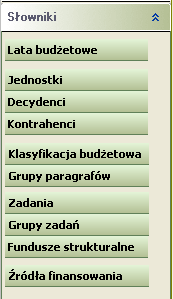 Słowniki
Lata budżetowe
Jednostki
Decydenci
Kontrahenci
Klasyfikacja budżetowa
Grupy paragrafów
Zadania
Grupy zadań
Fundusze strukturalne
Źródła finansowania